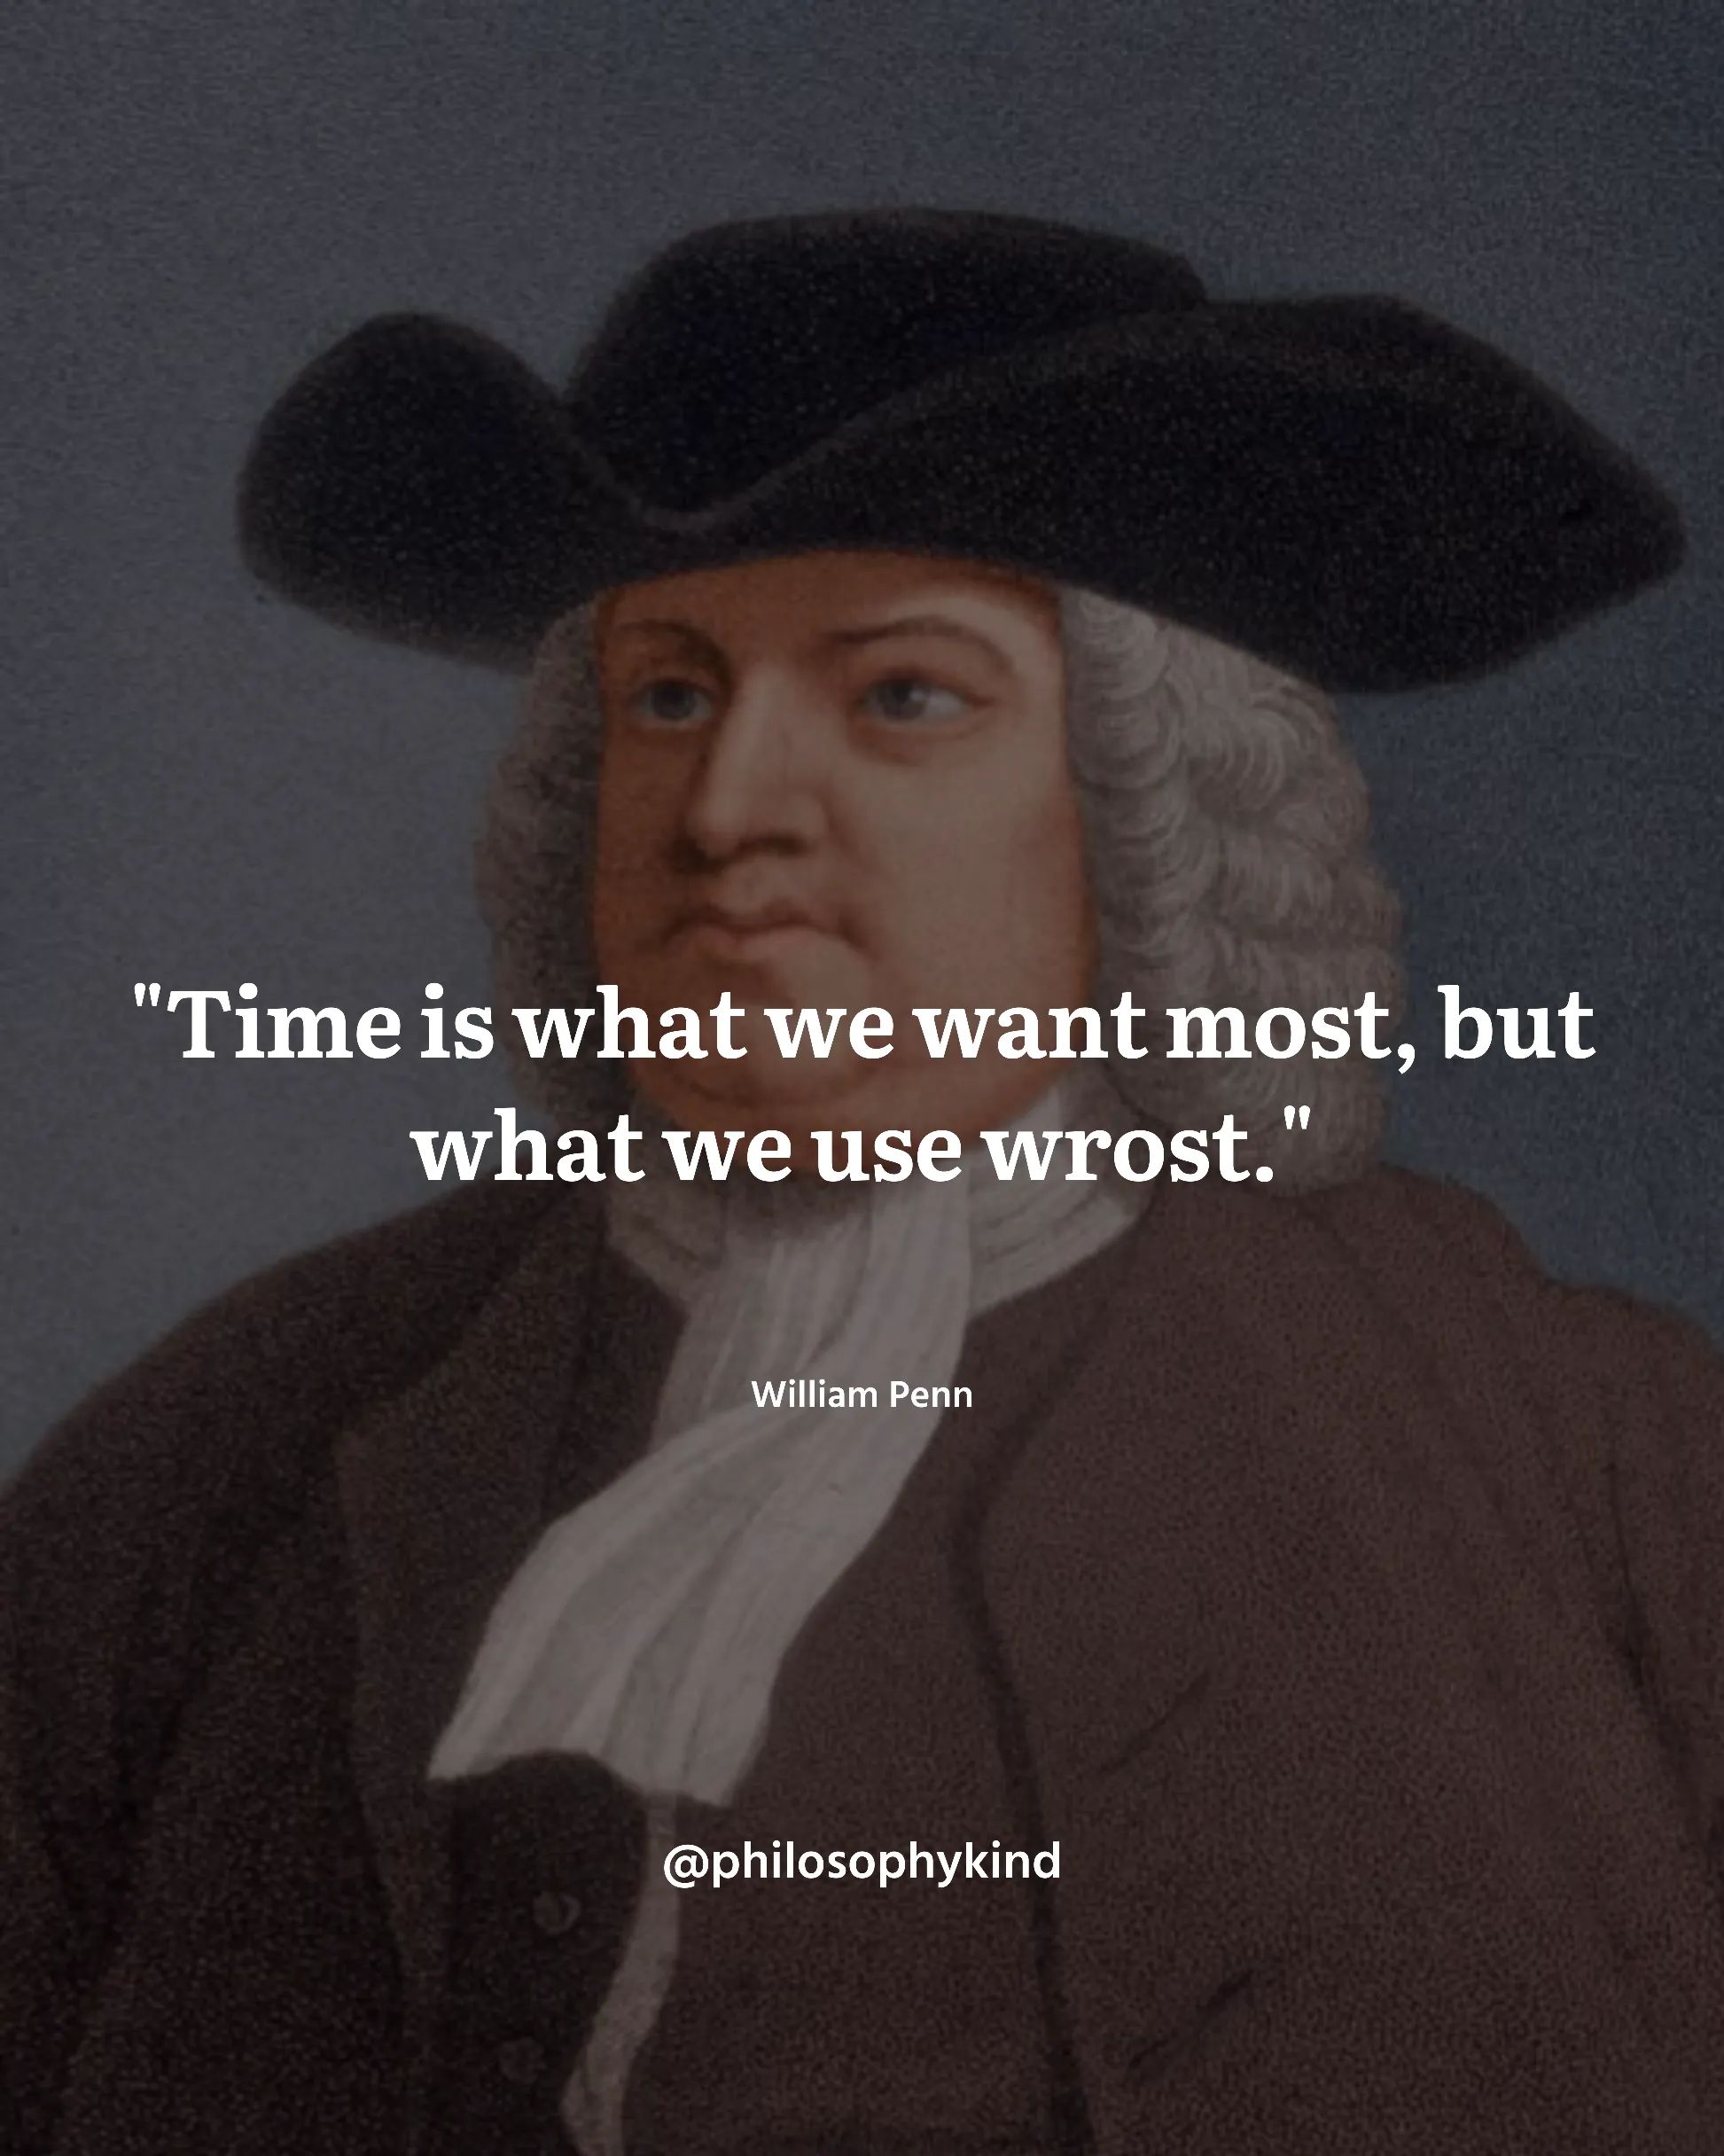 "Time is what we want most, but
what we use wrost."
William Penn
@philosophykind